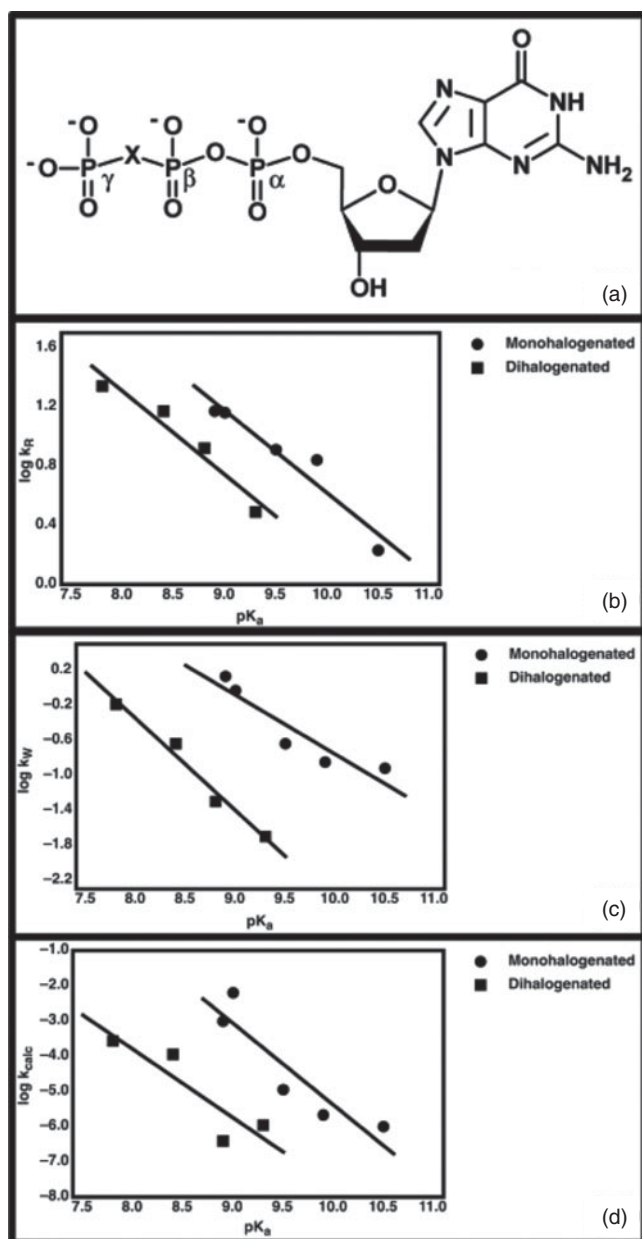 O
-O -O -O N NH
-O P X P O P O N N NH2
γ β α O
O O O
OH
(a)
1.6
1.2
0.8
0.4
0.0
log kR
7.5 8.0 8.5 9.0 9.5 10.0 10.5 11.0
pKa
● Monohalogenated
■ Dihalogenated
(b)
0.2
−0.2
−0.6
−1.0
−1.4
−1.8
−2.2
log kW
7.5 8.0 8.5 9.0 9.5 10.0 10.5 11.0
pKa
● Monohalogenated
■ Dihalogenated
(c)
−1.0
−2.0
−3.0
−4.0
−5.0
−6.0
−7.0
−8.0
log kcalc
7.5 8.0 8.5 9.0 9.5 10.0 10.5 11.0
pKa
● Monohalogenated
■ Dihalogenated
(d)